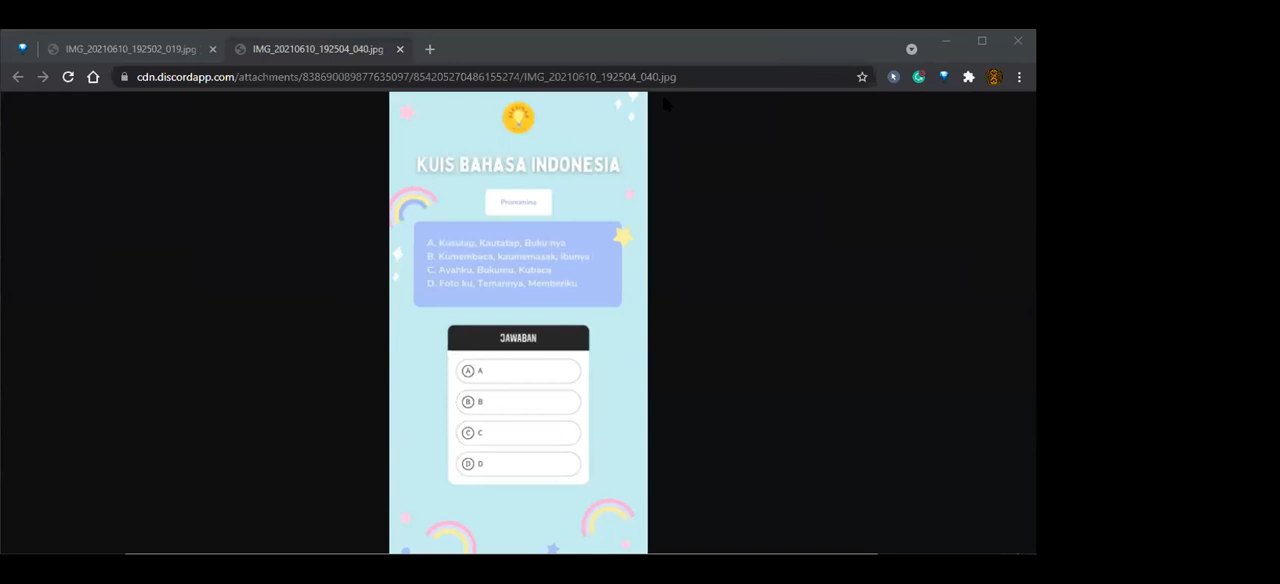 IMG_20210610_192502_019.jpg
IMG_20210610_192504_040.jpg
cdn.discordapp.com/attachments/838690089877635097/854205270486155274/IMG_20210610_192504_040.jpg
KUIS BAHASA INDONESIA
A. Kusulap, Kautatap, Buku nya
B. Kumembaca, kaumemasak, Ibunya
C. Ayahku, Bukumu, Kubaca
D. Foto ku, Temannya, Memberiku
JAWABAN
A A
B B
C C
D D